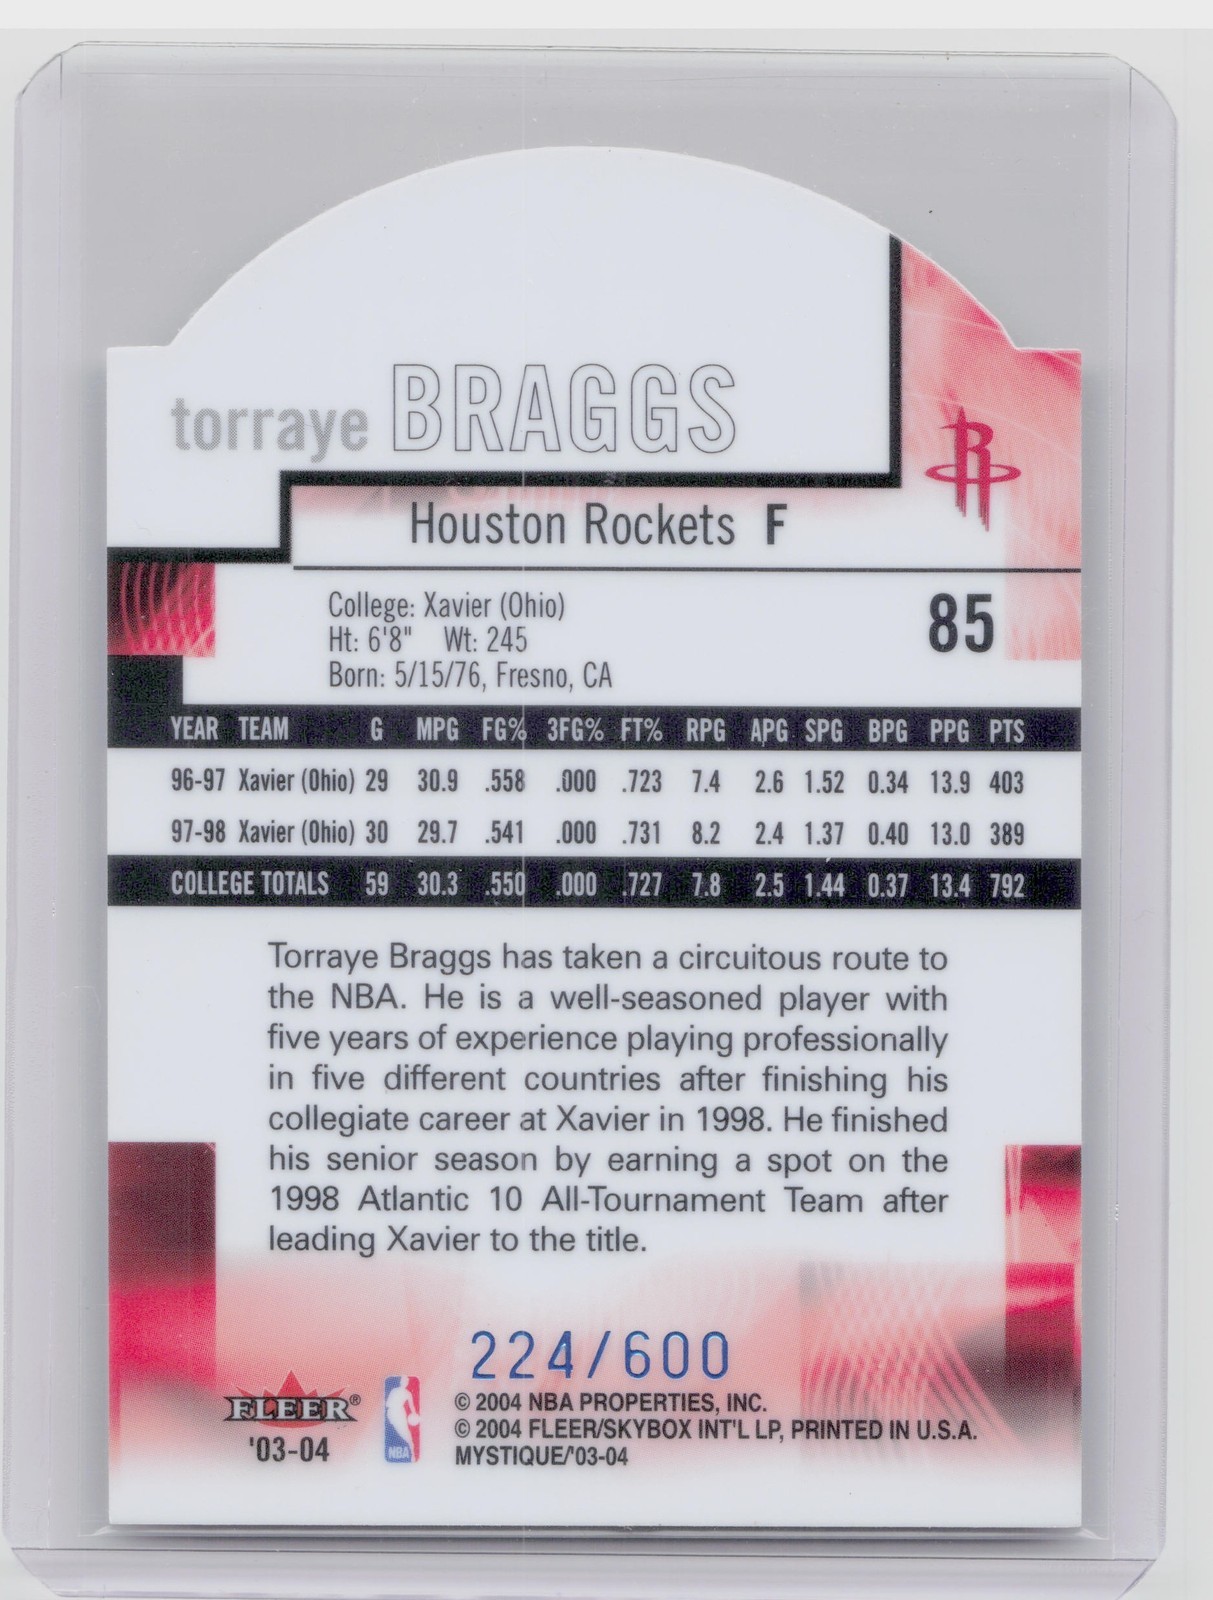 torraye BRAGGS
R
Houston Rockets F
85
College: Xavier (Ohio)
Ht: 6'8" Wt: 245
Born: 5/15/76, Fresno, CA
YEAR TEAM G MPG FG% 3FG% FT% RPG APG SPG BPG PPG PTS
96-97 Xavier (Ohio) 29 30.9 .558 .000 .723 7.4 2.6 1.52 0.34 13.9 403
97-98 Xavier (Ohio) 30 29.7 .541 .000 .731 8.2 2.4 1.37 0.40 13.0 389
COLLEGE TOTALS 59 30.3 .550 .000 .727 7.8 2.5 1.44 0.37 13.4 792
Torraye Braggs has taken a circuitous route to
the NBA. He is a well-seasoned player with
five years of experience playing professionally
in five different countries after finishing his
collegiate career at Xavier in 1998. He finished
his senior season by earning a spot on the
1998 Atlantic 10 All-Tournament Team after
leading Xavier to the title.
224/600
FLEER®
'03-04
NBA
© 2004 NBA PROPERTIES, INC.
© 2004 FLEER/SKYBOX INT'L LP, PRINTED IN U.S.A.
MYSTIQUE/'03-04